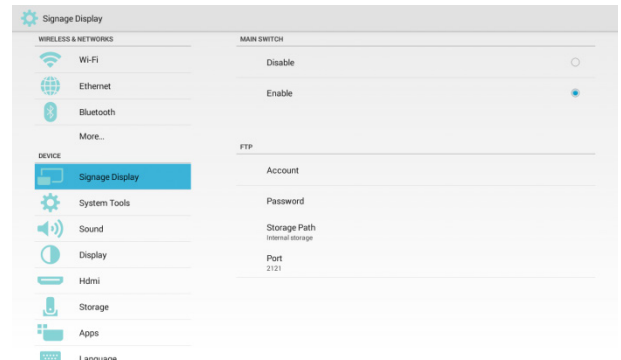 Signage Display
WIRELESS & NETWORKS
Wi-Fi
Ethernet
Bluetooth
More...
DEVICE
Signage Display
System Tools
Sound
Display
Hdmi
Storage
Apps
Language
MAIN SWITCH
Disable
Enable
FTP
Account
Password
Storage Path
Internal storage
Port
2121